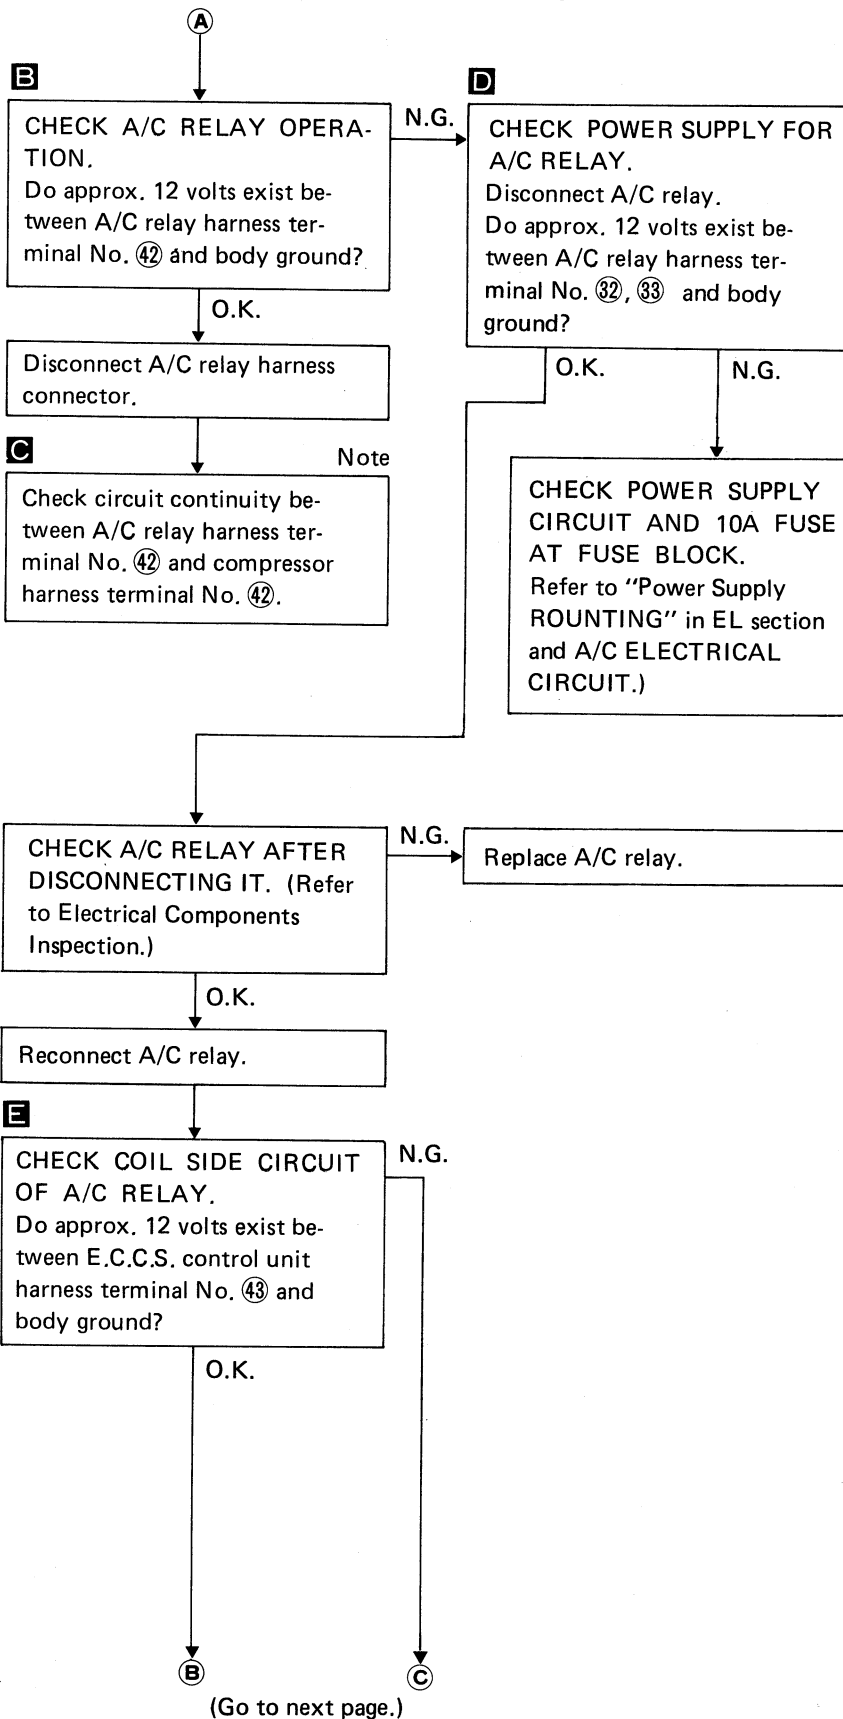 A
B
CHECK A/C RELAY OPERA-
TION.
Do approx. 12 volts exist be-
tween A/C relay harness ter-
minal No. ㊷ and body ground?
N.G.
O.K.
D
CHECK POWER SUPPLY FOR
A/C RELAY.
Disconnect A/C relay.
Do approx. 12 volts exist be-
tween A/C relay harness ter-
minal No. ㉜, ㉝ and body
ground?
O.K.
N.G.
Disconnect A/C relay harness
connector.
C
Note
Check circuit continuity be-
tween A/C relay harness ter-
minal No. ㊷ and compressor
harness terminal No. ㊷.
CHECK POWER SUPPLY
CIRCUIT AND 10A FUSE
AT FUSE BLOCK.
Refer to "Power Supply
ROUNTING" in EL section
and A/C ELECTRICAL
CIRCUIT.)
CHECK A/C RELAY AFTER
DISCONNECTING IT. (Refer
to Electrical Components
Inspection.)
N.G.
Replace A/C relay.
O.K.
Reconnect A/C relay.
E
CHECK COIL SIDE CIRCUIT
OF A/C RELAY.
Do approx. 12 volts exist be-
tween E.C.C.S. control unit
harness terminal No. ㊸ and
body ground?
N.G.
O.K.
B
C
(Go to next page.)